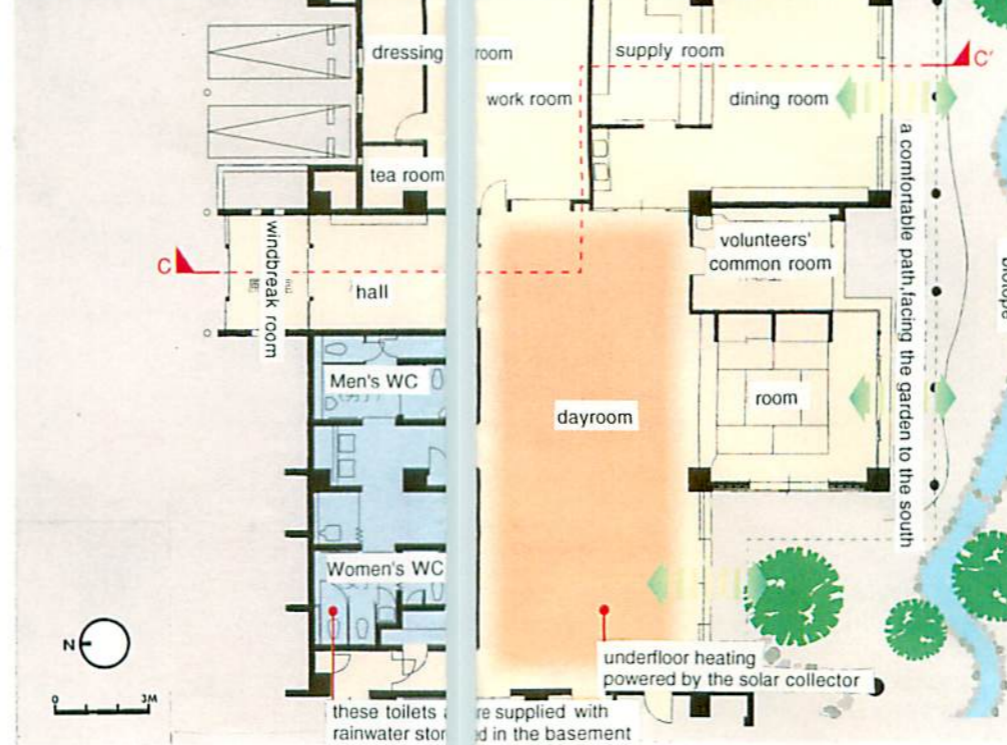 C'
dressing room
supply room
work room
dining room
tea room
a comfortable path,facing the garden to the south
windbreak room
volunteers'
common room
C
hall
Men's WC
room
dayroom
Women's WC
N
0 3M
underfloor heating
powered by the solar collector
these toilets are supplied with
rainwater stored in the basement